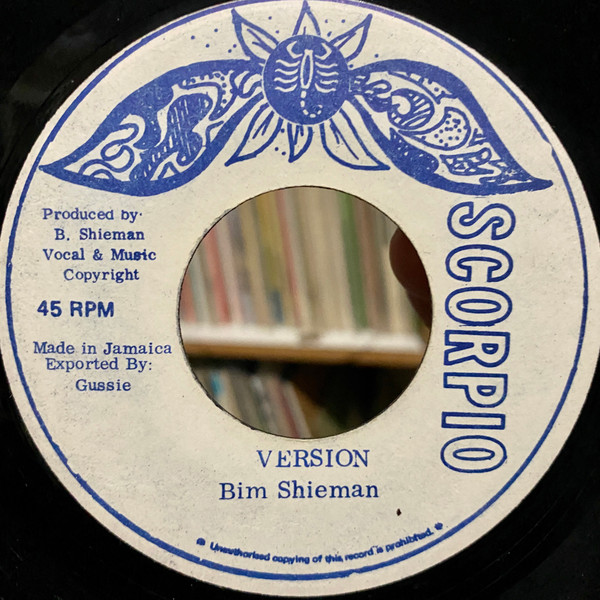 Produced by·
B. Shieman
Vocal & Music
Copyright
45 RPM
Made in Jamaica
Exported By:
Gussie
SCORPIO
VERSION
Bim Shieman
Unauthorised copying of this record is prohibited.